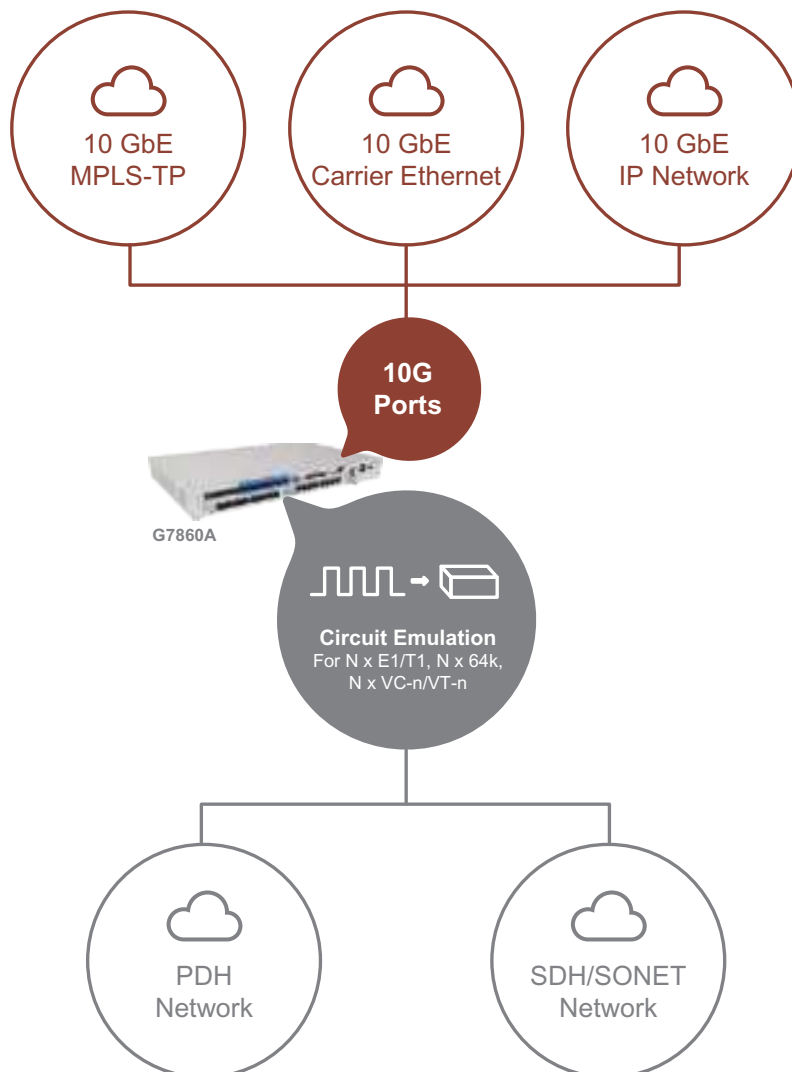 10 GbE
MPLS-TP
10 GbE
Carrier Ethernet
10 GbE
IP Network
10G
Ports
G7860A
Circuit Emulation
For N x E1/T1, N x 64k,
N x VC-n/VT-n
PDH
Network
SDH/SONET
Network